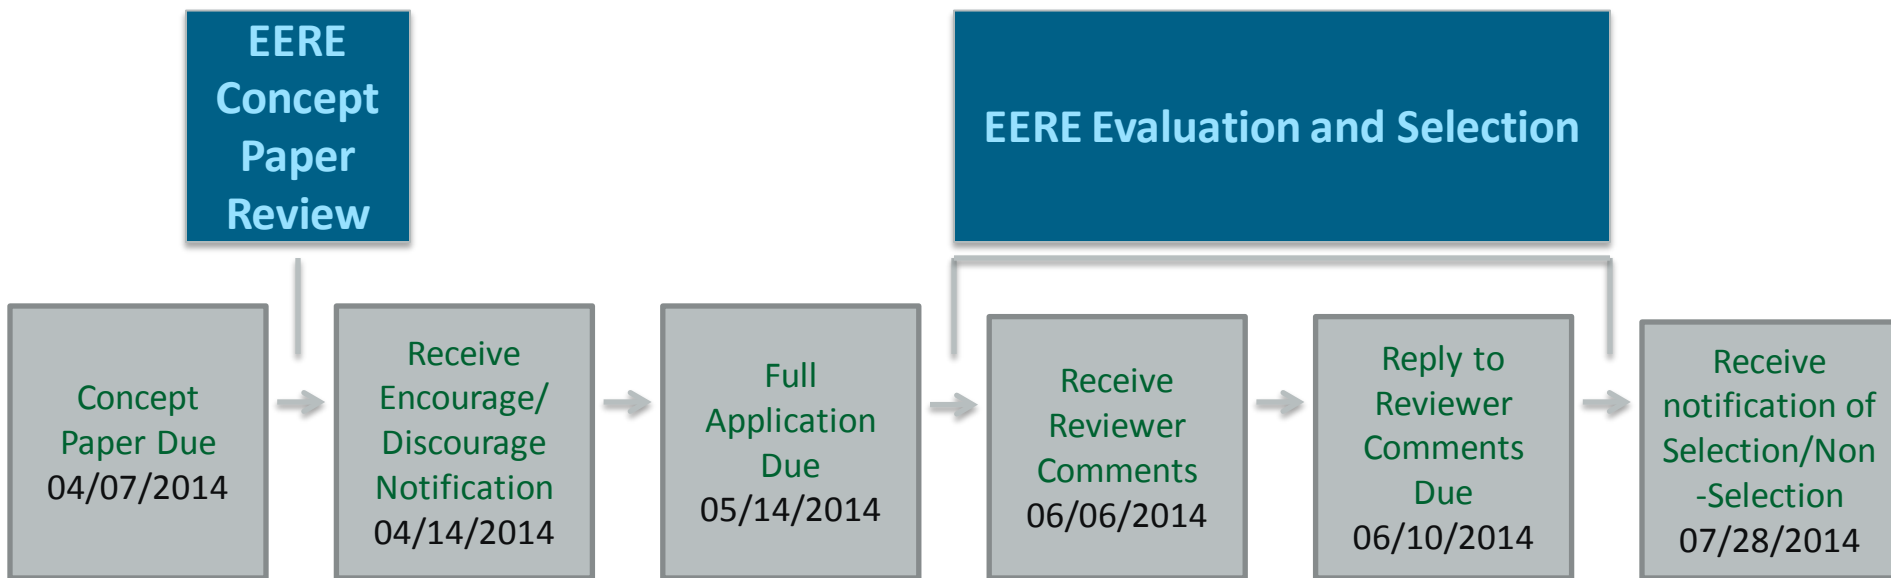 EERE
Concept
Paper
Review
EERE Evaluation and Selection
Concept
Paper Due
04/07/2014
Receive
Encourage/
Discourage
Notification
04/14/2014
Full
Application
Due
05/14/2014
Receive
Reviewer
Comments
06/06/2014
Reply to
Reviewer
Comments
Due
06/10/2014
Receive
notification of
Selection/Non
-Selection
07/28/2014